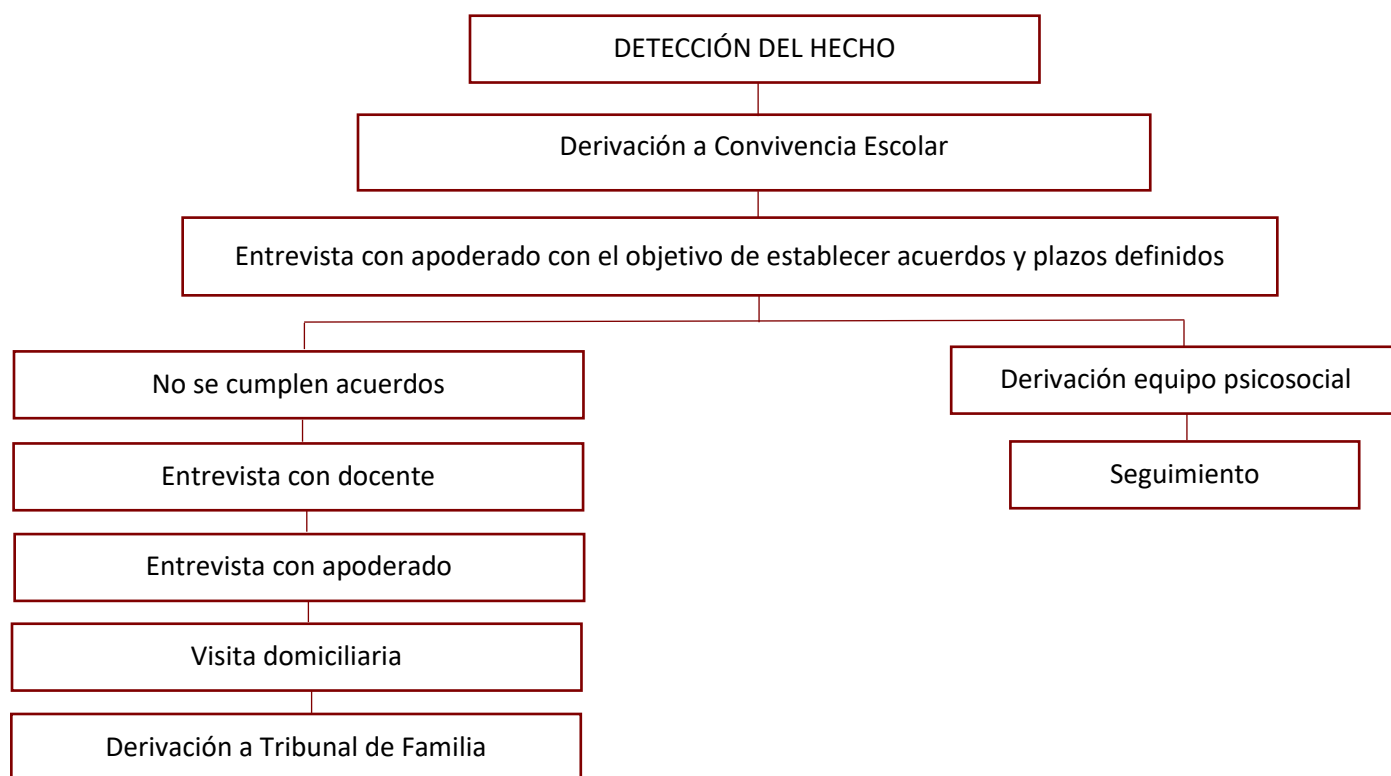 DETECCIÓN DEL HECHO
Derivación a Convivencia Escolar
Entrevista con apoderado con el objetivo de establecer acuerdos y plazos definidos
No se cumplen acuerdos
Derivación equipo psicosocial
Entrevista con docente
Seguimiento
Entrevista con apoderado
Visita domiciliaria
Derivación a Tribunal de Familia